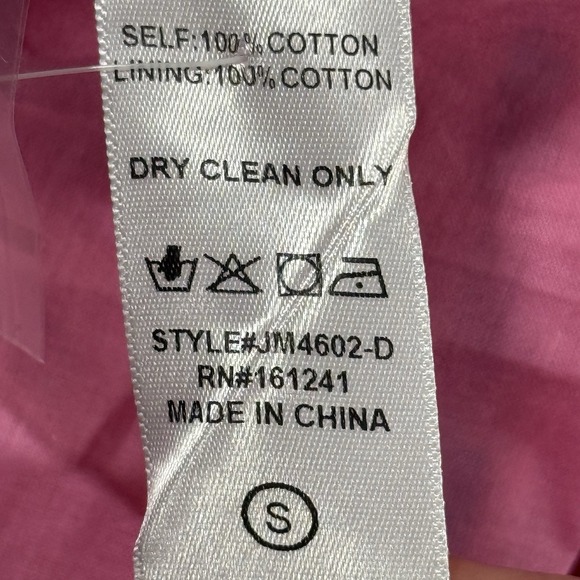 SELF:100%COTTON
LINING:100% COTTON
DRY CLEAN ONLY
STYLE#JM4602-D
RN#161241
MADE IN CHINA
S